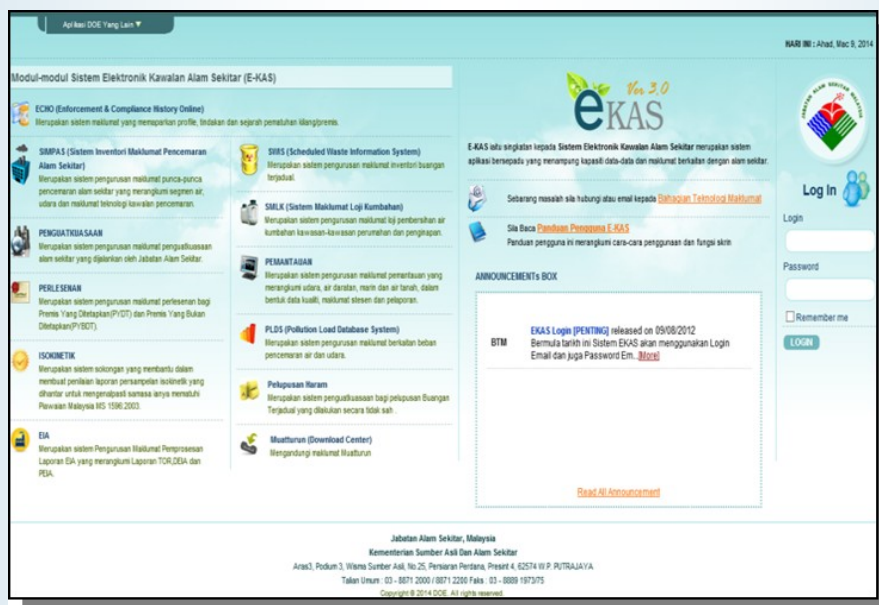 Aplikasi DOE Yang Lain ▼
HARI INI : Ahad, Mac 9, 2014
Modul-modul Sistem Elektronik Kawalan Alam Sekitar (E-KAS)
ECHO (Enforcement & Compliance History Online)
Merupakan sistem maklumat yang memaparkan profile, tindakan dan sejarah pematuhan kilang/premis.
SIMPAS (Sistem Inventori Maklumat Pencemaran
Alam Sekitar)
Merupakan sistem pengurusan maklumat punca-punca
pencemaran alam sekitar yang merangkumi segmen air,
udara dan maklumat teknologi kawalan pencemaran.
PENGUATKUASAAN
Merupakan sistem pengurusan maklumat penguatkuasaan
alam sekitar yang dijalankan oleh Jabatan Alam Sekitar.
PERLESENAN
Merupakan sistem pengurusan maklumat perlesenan bagi
Premis Yang Ditetapkan(PYDT) dan Premis Yang Bukan
Ditetapkan(PYBDT).
ISOKINETIK
Merupakan sistem sokongan yang membantu dalam
membuat penilaian laporan persampelan isokinetik yang
dihantar untuk mengenalpasti samasa ianya mematuhi
Piawaian Malaysia MS 1596:2003.
EIA
Merupakan sistem Pengurusan Maklumat Pemprosesan
Laporan EIA yang merangkumi Laporan TOR,DEIA dan
PEIA.
SWIS (Scheduled Waste Information System)
Merupakan sistem pengurusan maklumat inventori buangan
terjadual.
SMLK (Sistem Maklumat Loji Kumbahan)
Merupakan sistem pengurusan maklumat loji pembersihan air
kumbahan kawasan-kawasan perumahan dan penginapan.
PEMANTAUAN
Merupakan sistem pengurusan maklumat pemantauan yang
merangkumi udara, air daratan, marin dan air tanah, dalam
bentuk data kualiti, maklumat stesen dan pelaporan.
PLDS (Pollution Load Database System)
Merupakan sistem pengurusan maklumat berkaitan beban
pencemaran air dan udara.
Pelupusan Haram
Merupakan sistem penguatkuasaan bagi pelupusan Buangan
Terjadual yang dilakukan secara tidak sah .
Muatturun (Download Center)
Mengandungi maklumat Muatturun
Ver 3.0
eKAS
E-KAS iaitu singkatan kepada Sistem Elektronik Kawalan Alam Sekitar merupakan sistem
aplikasi bersepadu yang menampung kapasiti data-data dan maklumat berkaitan dengan alam sekitar.
Sebarang masalah sila hubungi atau email kepada Bahagian Teknologi Maklumat
Sila Baca Panduan Pengguna E-KAS
Panduan pengguna ini merangkumi cara-cara penggunaan dan fungsi skrin
ANNOUNCEMENTs BOX
EKAS Login [PENTING] released on 09/08/2012
BTM Bermula tarikh ini Sistem EKAS akan menggunakan Login
Email dan juga Password Em...[More]
Read All Announcement
JABATAN ALAM SEKITAR MALAYSIA
Log In
Login
Password
Remember me
LOGIN
Jabatan Alam Sekitar, Malaysia
Kementerian Sumber Asli Dan Alam Sekitar
Aras3, Podium 3, Wisma Sumber Asli, No.25, Persiaran Perdana, Presint 4, 62574 W.P. PUTRAJAYA
Talian Umum : 03 - 8871 2000 / 8871 2200 Faks : 03 - 8889 1973/75
Copyright © 2014 DOE. All rights reserved.